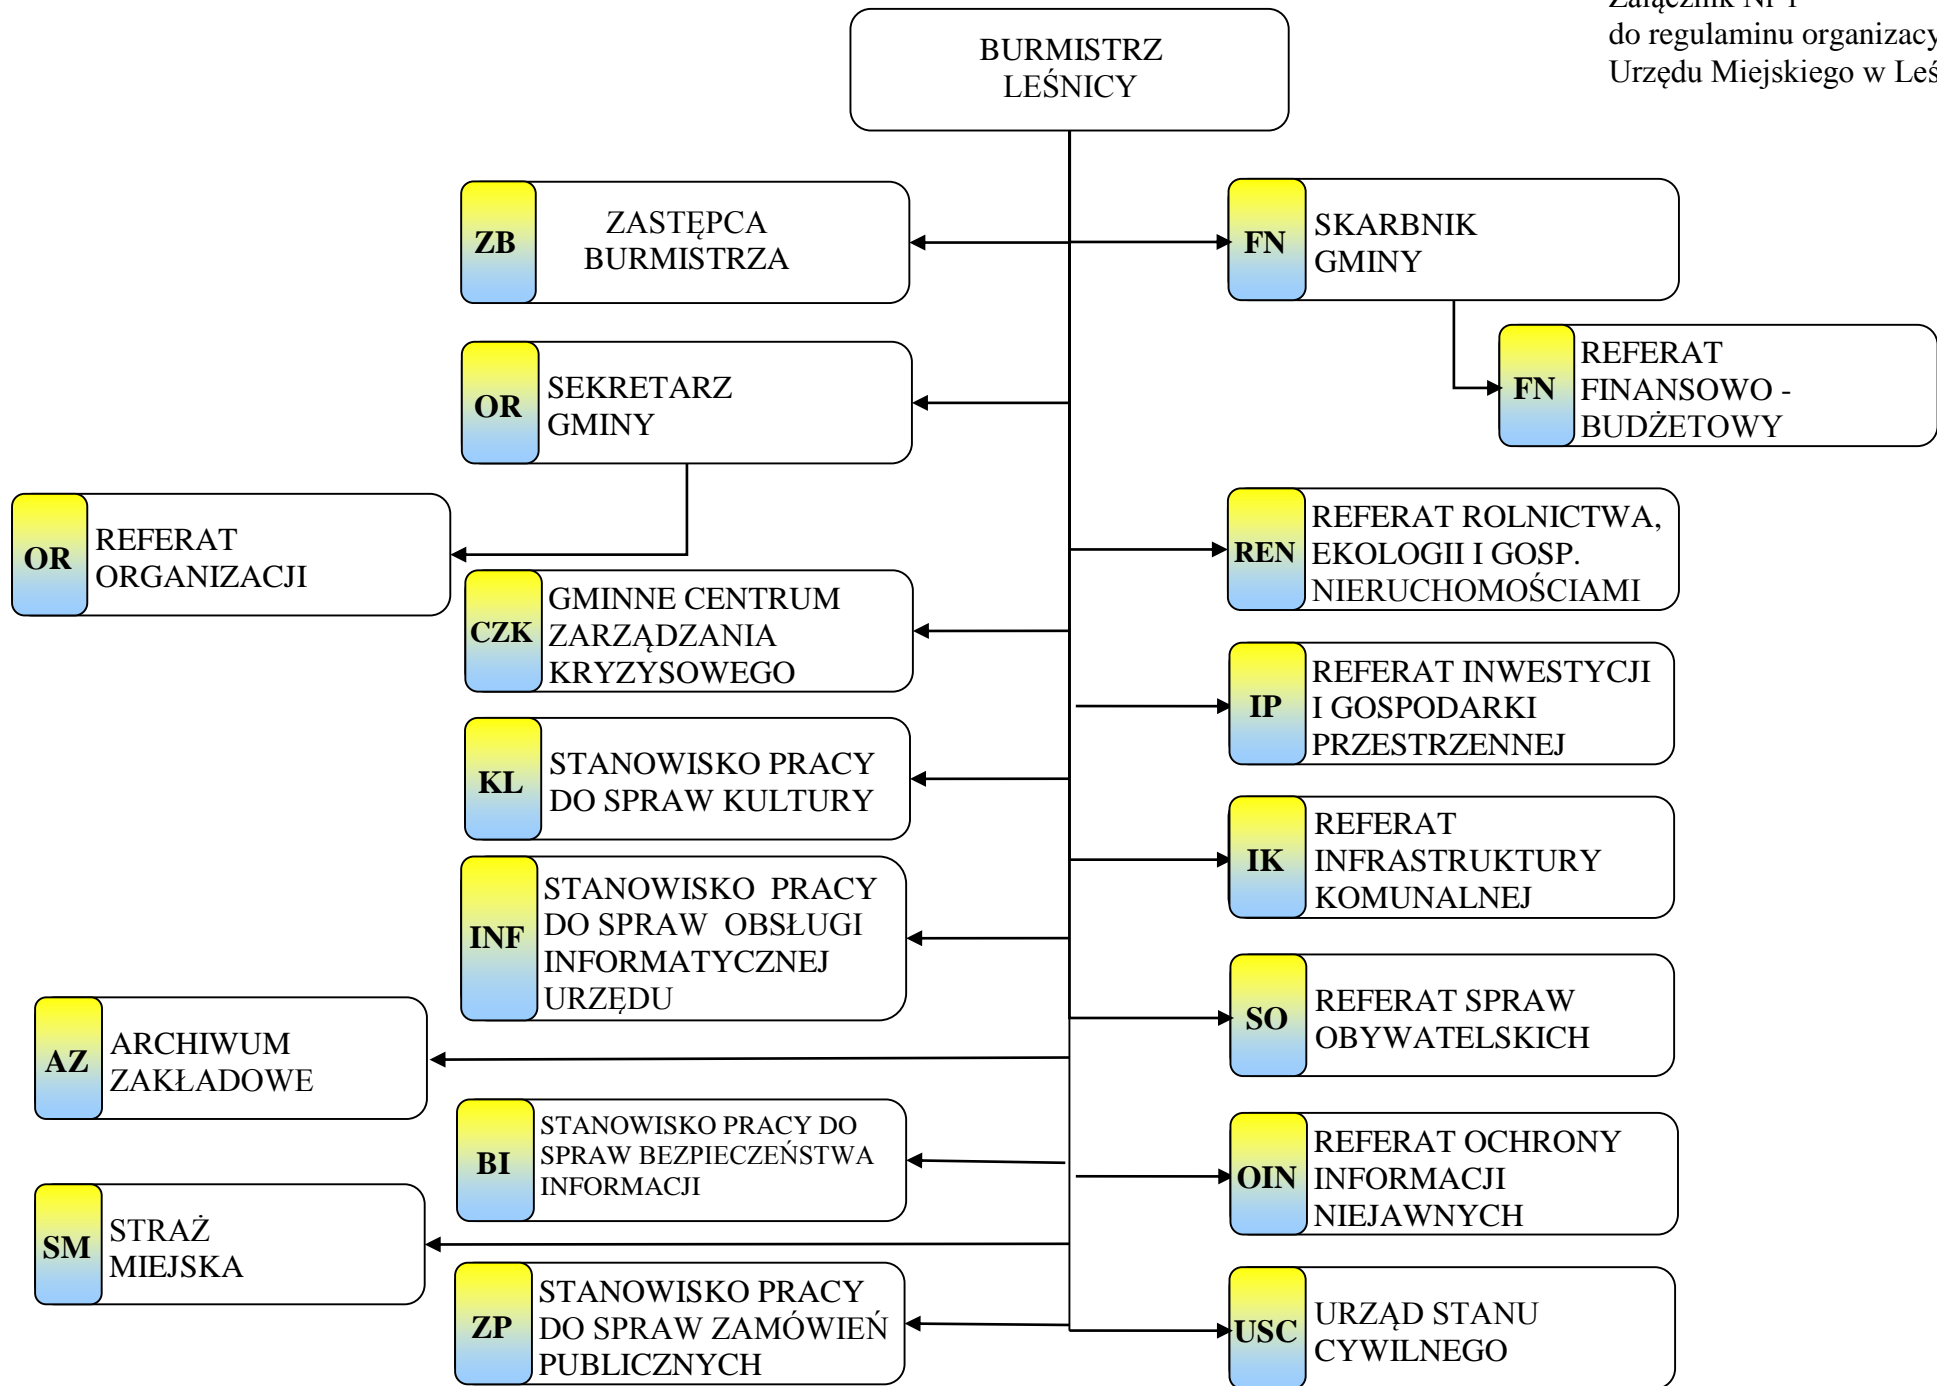 Załącznik Nr 1
do regulaminu organizacy
Urzędu Miejskiego w Leś
BURMISTRZ
LEŚNICY
ZB
ZASTĘPCA
BURMISTRZA
FN
SKARBNIK
GMINY
FN
REFERAT
FINANSOWO -
BUDŻETOWY
OR
SEKRETARZ
GMINY
OR
REFERAT
ORGANIZACJI
REN
REFERAT ROLNICTWA,
EKOLOGII I GOSP.
NIERUCHOMOŚCIAMI
CZK
GMINNE CENTRUM
ZARZĄDZANIA
KRYZYSOWEGO
IP
REFERAT INWESTYCJI
I GOSPODARKI
PRZESTRZENNEJ
KL
STANOWISKO PRACY
DO SPRAW KULTURY
IK
REFERAT
INFRASTRUKTURY
KOMUNALNEJ
INF
STANOWISKO PRACY
DO SPRAW OBSŁUGI
INFORMATYCZNEJ
URZĘDU
SO
REFERAT SPRAW
OBYWATELSKICH
AZ
ARCHIWUM
ZAKŁADOWE
BI
STANOWISKO PRACY DO
SPRAW BEZPIECZEŃSTWA
INFORMACJI
OIN
REFERAT OCHRONY
INFORMACJI
NIEJAWNYCH
SM
STRAŻ
MIEJSKA
ZP
STANOWISKO PRACY
DO SPRAW ZAMÓWIEŃ
PUBLICZNYCH
USC
URZĄD STANU
CYWILNEGO